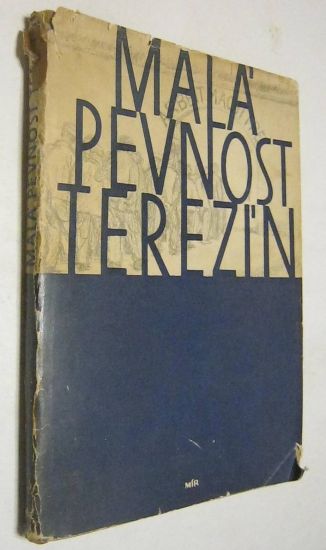 MALÁ
PEVNOST
TEREZÍN
MÍR
MALÁ PEVNOST